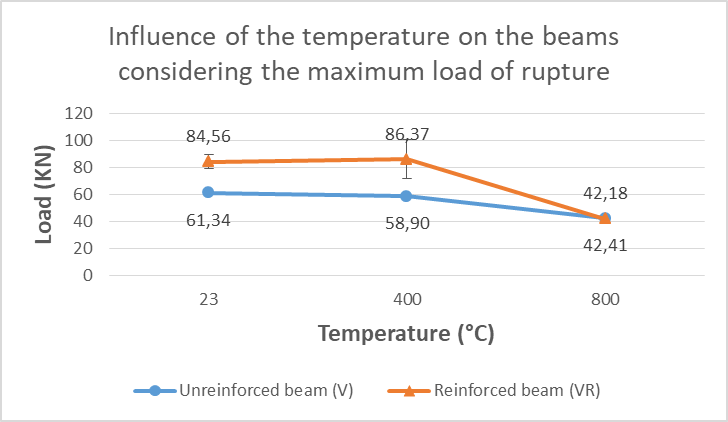 Influence of the temperature on the beams
considering the maximum load of rupture
120
100
80
60
40
20
0
Load (KN)
84,56
86,37
42,18
61,34
58,90
42,41
23
400
800
Temperature (°C)
Unreinforced beam (V)
Reinforced beam (VR)